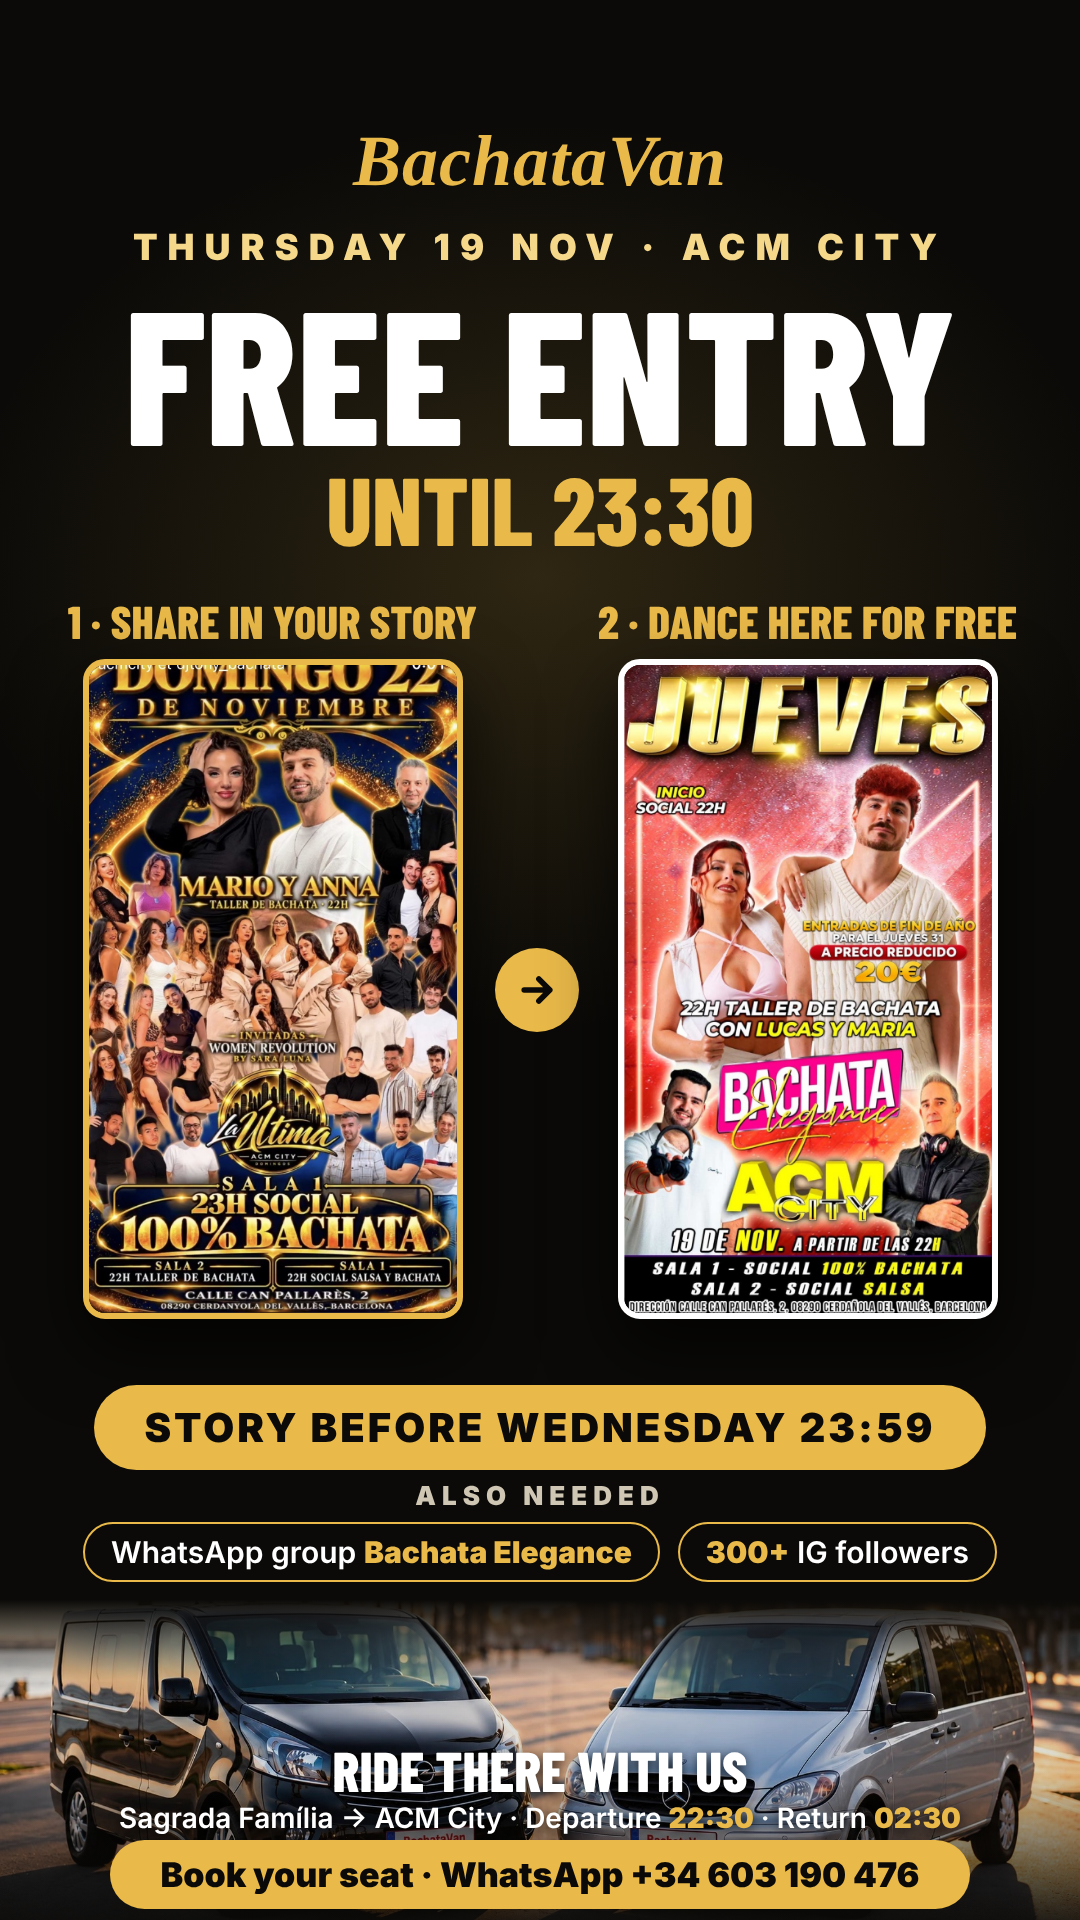 BachataVan
THURSDAY 19 NOV · ACM CITY
FREE ENTRY
UNTIL 23:30
1 · SHARE IN YOUR STORY
DOMINGO 22
DE NOVIEMBRE
MARIO Y ANNA
TALLER DE BACHATA · 22H
INVITADAS
WOMEN REVOLUTION
BY SARA LUNA
La Ultima
ACM CITY
DOMINGOS
SALA 1
23H SOCIAL
100% BACHATA
SALA 2
22H TALLER DE BACHATA
SALA 1
22H SOCIAL SALSA Y BACHATA
CALLE CAN PALLARÈS, 2
08290 CERDANYOLA DEL VALLÈS, BARCELONA
2 · DANCE HERE FOR FREE
JUEVES
INICIO
SOCIAL 22H
ENTRADAS DE FIN DE AÑO
PARA EL JUEVES 31
A PRECIO REDUCIDO
20€
22H TALLER DE BACHATA
CON LUCAS Y MARIA
BACHATA
Elegance
ACM
CITY
19 DE NOV. A PARTIR DE LAS 22H
SALA 1 - SOCIAL 100% BACHATA
SALA 2 - SOCIAL SALSA
DIRECCIÓN CALLE CAN PALLARÈS, 2, 08290 CERDAÑOLA DEL VALLÉS, BARCELONA
STORY BEFORE WEDNESDAY 23:59
ALSO NEEDED
WhatsApp group Bachata Elegance
300+ IG followers
RIDE THERE WITH US
Sagrada Família → ACM City · Departure 22:30 · Return 02:30
BachataVan
Book your seat · WhatsApp +34 603 190 476